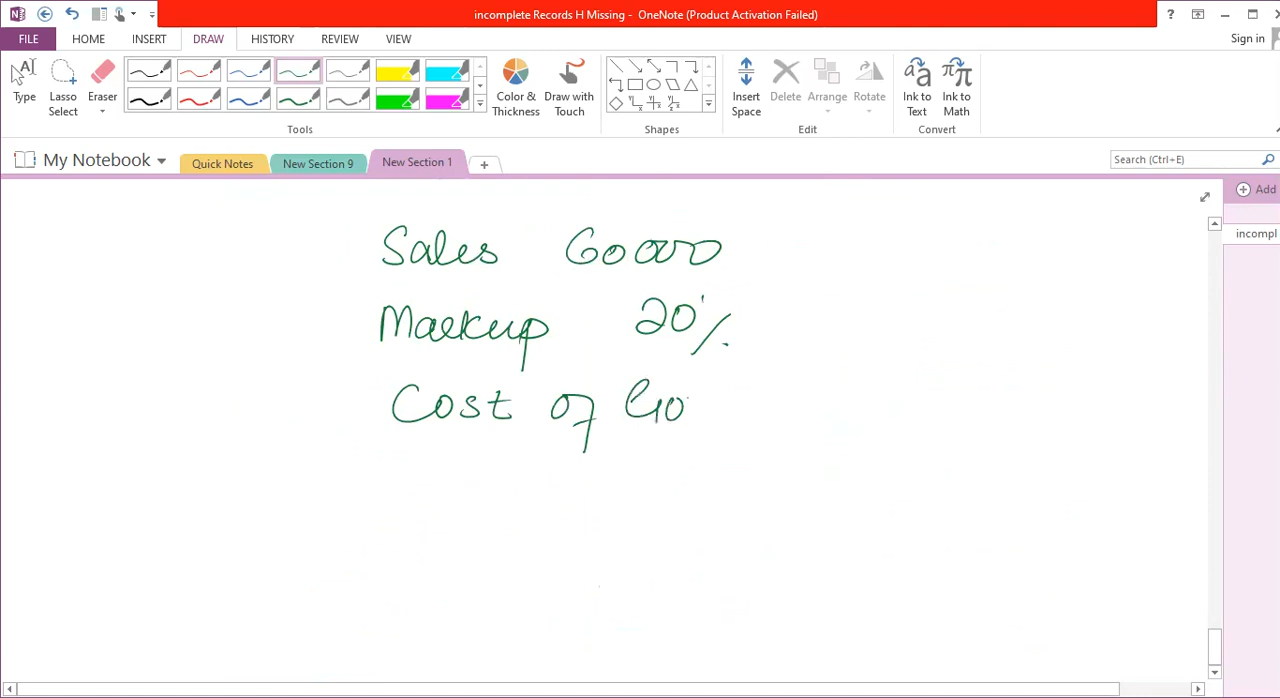 incomplete Records H Missing - OneNote (Product Activation Failed)
? 
Sign in
FILE HOME INSERT DRAW HISTORY REVIEW VIEW
Type Lasso Select Eraser Color & Thickness Draw with Touch Insert Space Delete Arrange Rotate Ink to Text Ink to Math
Tools Shapes Edit Convert
My Notebook Quick Notes New Section 9 New Section 1 Search (Ctrl+E)
Add
incompl
Sales 60000
Markup 20%
Cost of Go